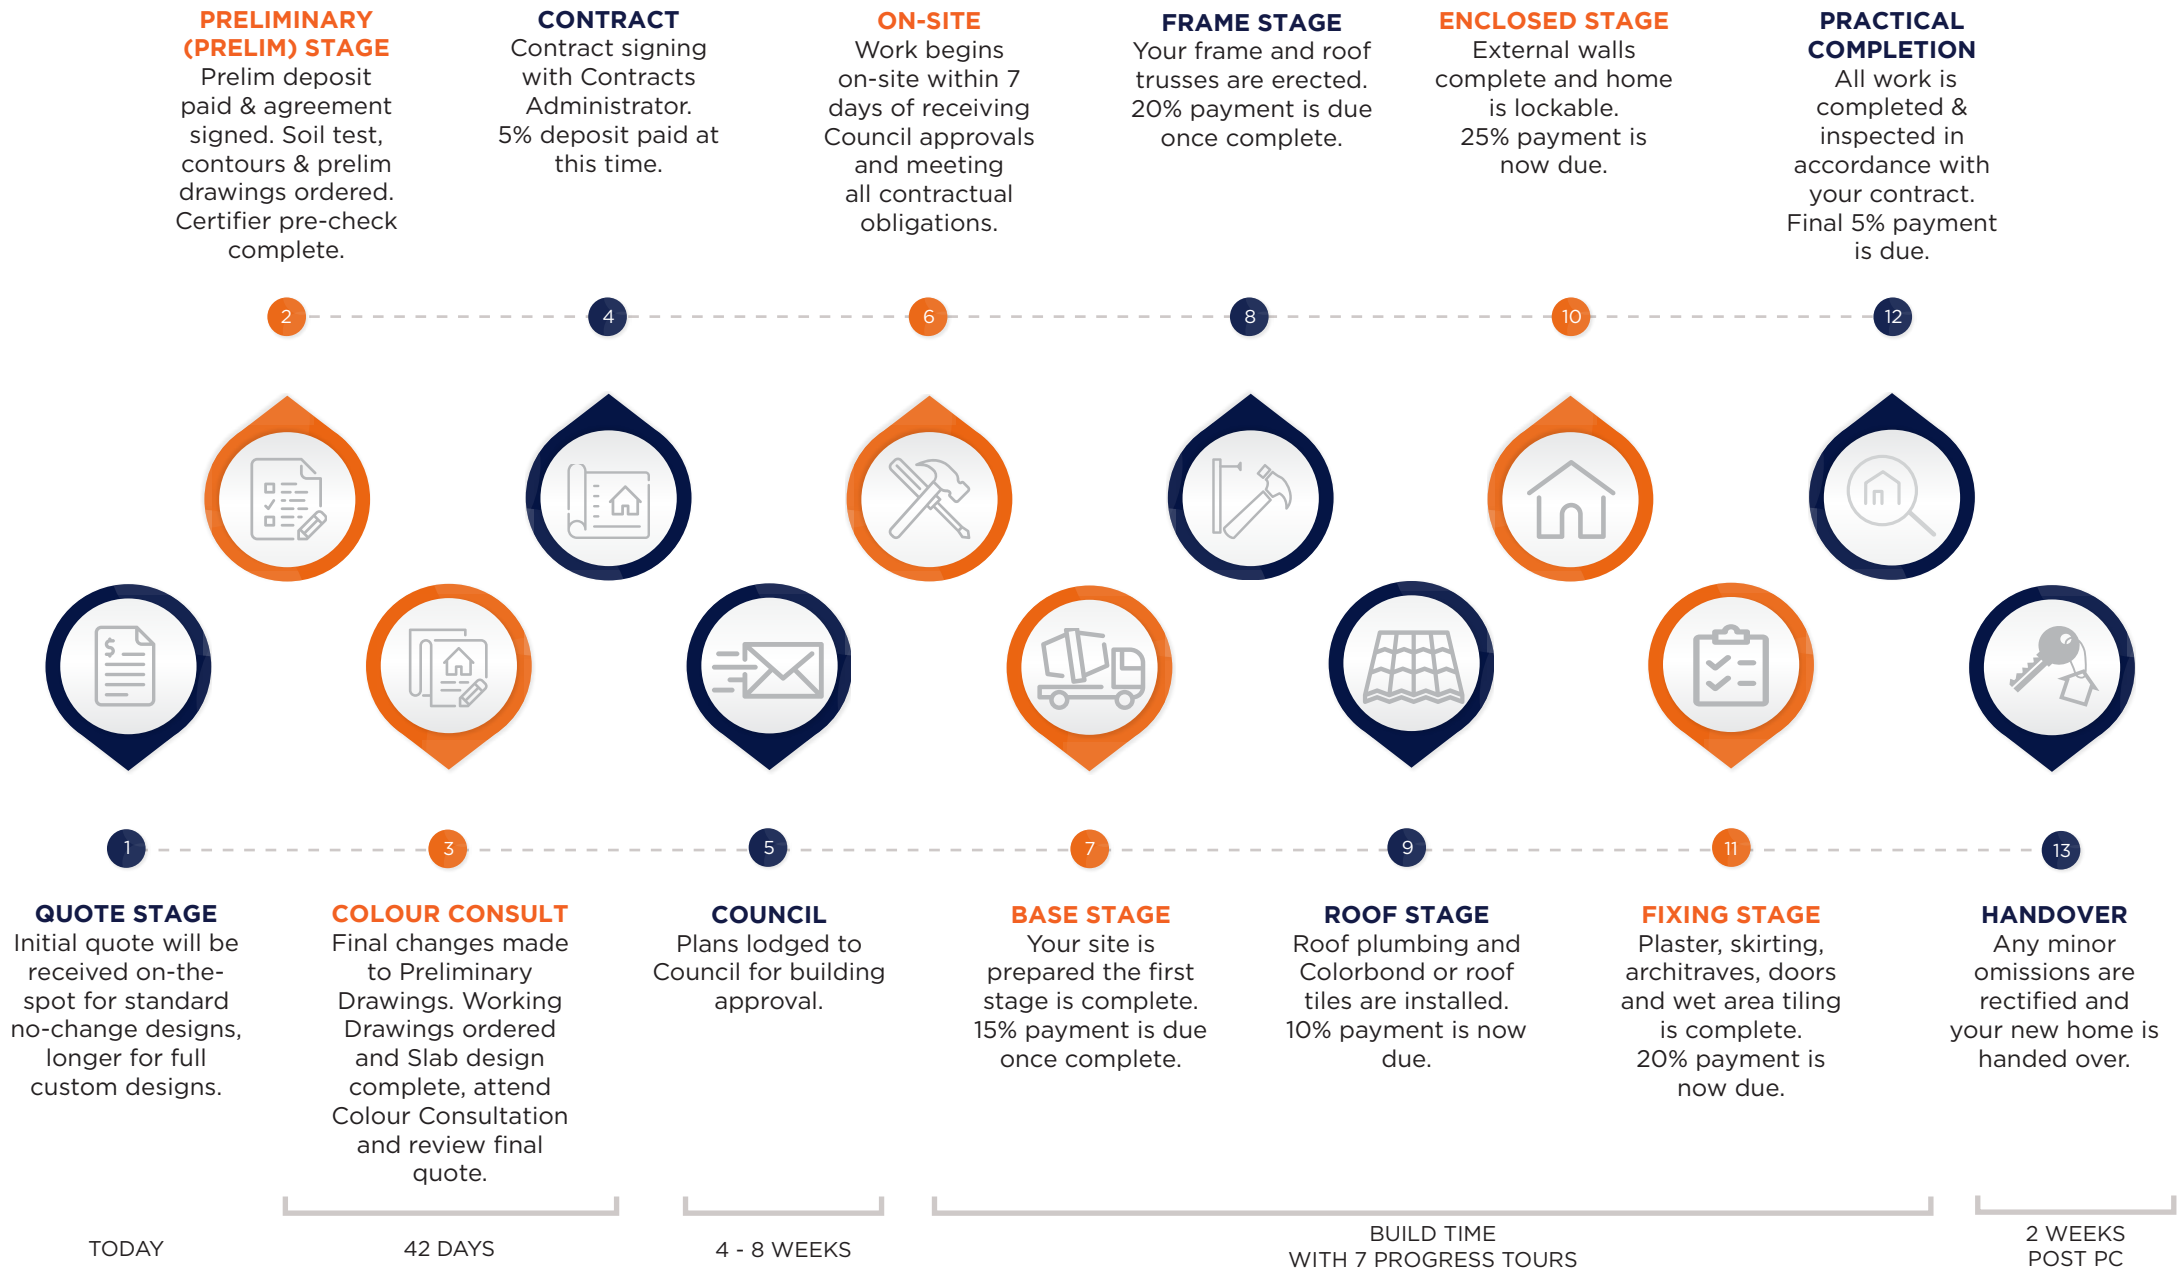 PRELIMINARY
(PRELIM) STAGE
Prelim deposit
paid & agreement
signed. Soil test,
contours & prelim
drawings ordered.
Certifier pre-check
complete.
CONTRACT
Contract signing
with Contracts
Administrator.
5% deposit paid at
this time.
ON-SITE
Work begins
on-site within 7
days of receiving
Council approvals
and meeting
all contractual
obligations.
FRAME STAGE
Your frame and roof
trusses are erected.
20% payment is due
once complete.
ENCLOSED STAGE
External walls
complete and home
is lockable.
25% payment is
now due.
PRACTICAL
COMPLETION
All work is
completed &
inspected in
accordance with
your contract.
Final 5% payment
is due.
2
4
6
8
10
12
$
1
3
5
7
9
11
13
QUOTE STAGE
Initial quote will be
received on-the-
spot for standard
no-change designs,
longer for full
custom designs.
COLOUR CONSULT
Final changes made
to Preliminary
Drawings. Working
Drawings ordered
and Slab design
complete, attend
Colour Consultation
and review final
quote.
COUNCIL
Plans lodged to
Council for building
approval.
BASE STAGE
Your site is
prepared the first
stage is complete.
15% payment is due
once complete.
ROOF STAGE
Roof plumbing and
Colorbond or roof
tiles are installed.
10% payment is now
due.
FIXING STAGE
Plaster, skirting,
architraves, doors
and wet area tiling
is complete.
20% payment is
now due.
HANDOVER
Any minor
omissions are
rectified and
your new home is
handed over.
TODAY
42 DAYS
4 - 8 WEEKS
BUILD TIME
WITH 7 PROGRESS TOURS
2 WEEKS
POST PC